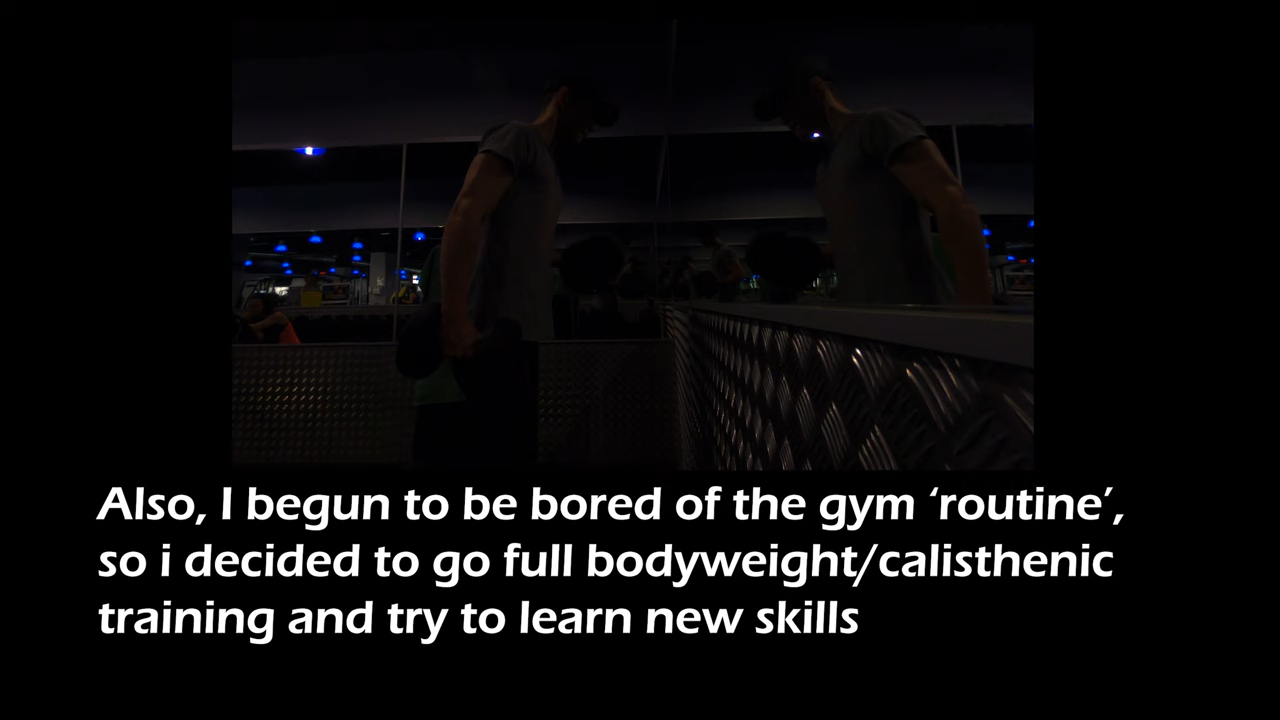 Also, I begun to be bored of the gym ‘routine’,
so i decided to go full bodyweight/calisthenic
training and try to learn new skills